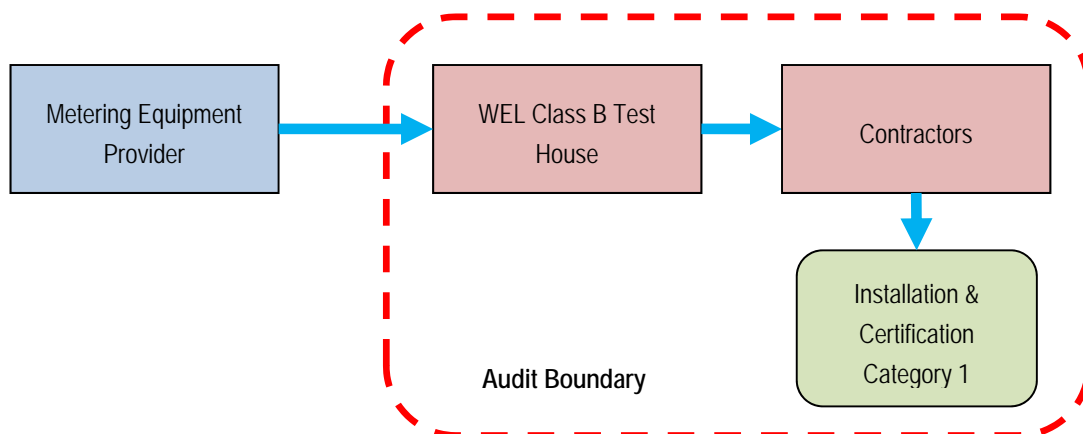 Metering Equipment
Provider
WEL Class B Test
House
Contractors
Installation &
Certification
Category 1
Audit Boundary